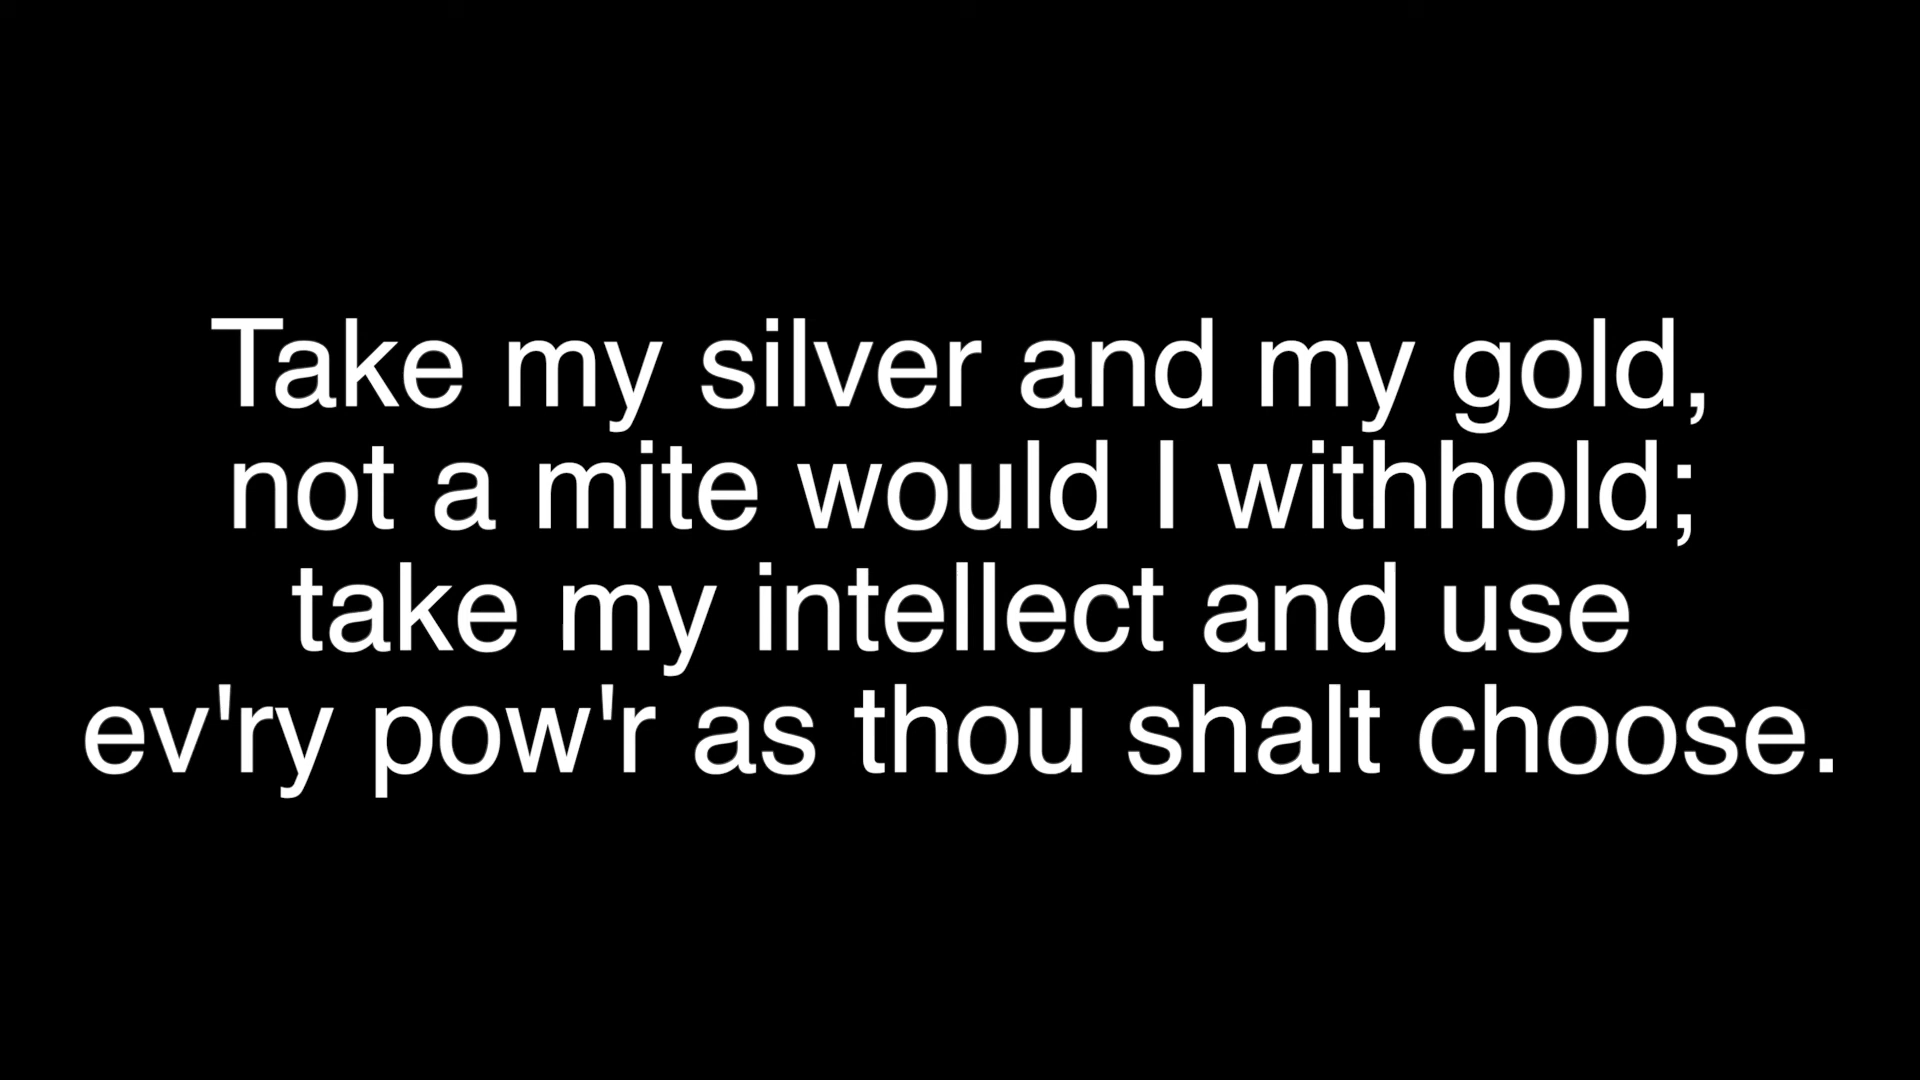 Take my silver and my gold,
not a mite would I withhold;
take my intellect and use
ev'ry pow'r as thou shalt choose.